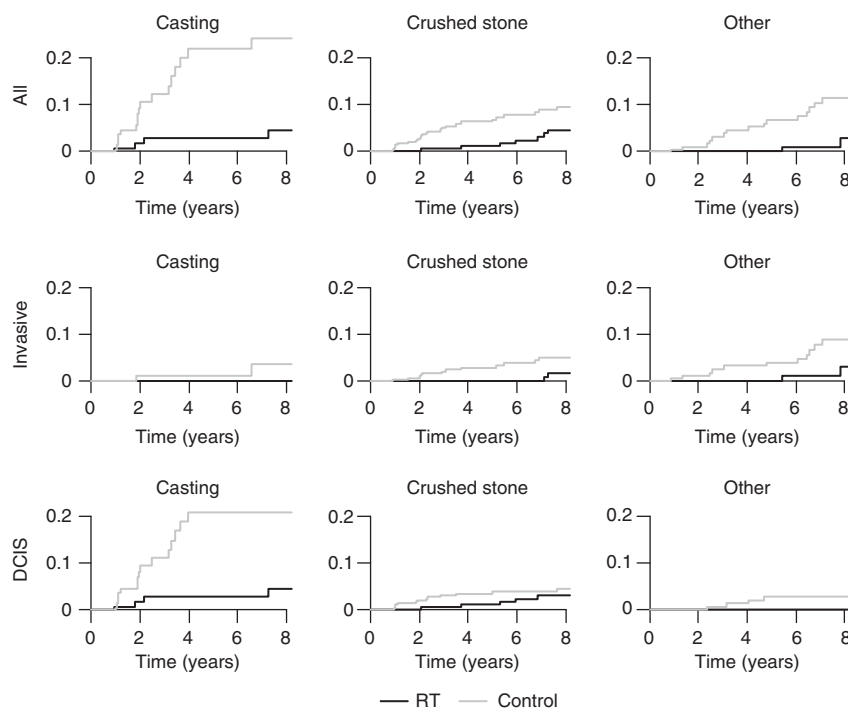 Casting Crushed stone Other
All
0.2 0.2 0.2
0.1 0.1 0.1
0 0 0
0 2 4 6 8 0 2 4 6 8 0 2 4 6 8
Time (years) Time (years) Time (years)
Casting Crushed stone Other
Invasive
0.2 0.2 0.2
0.1 0.1 0.1
0 0 0
0 2 4 6 8 0 2 4 6 8 0 2 4 6 8
Time (years) Time (years) Time (years)
Casting Crushed stone Other
DCIS
0.2 0.2 0.2
0.1 0.1 0.1
0 0 0
0 2 4 6 8 0 2 4 6 8 0 2 4 6 8
Time (years) Time (years) Time (years)
RT Control